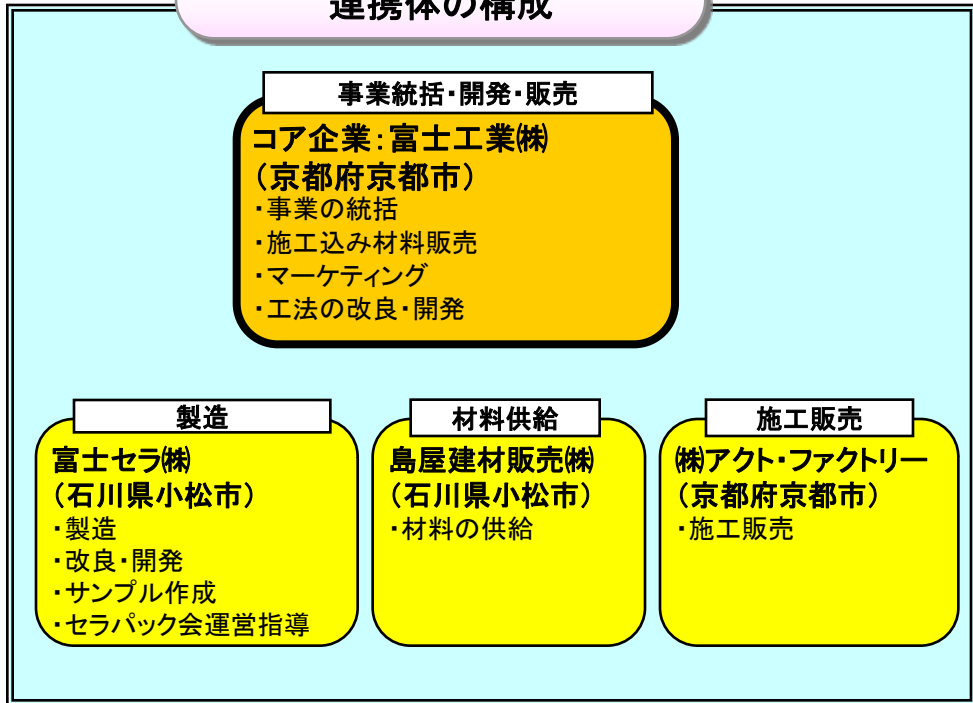 連携体の構成
事業統括・開発・販売
コア企業：富士工業㈱
（京都府京都市）
・事業の統括
・施工込み材料販売
・マーケティング
・工法の改良・開発
製造
富士セラ㈱
（石川県小松市）
・製造
・改良・開発
・サンプル作成
・セラパック会運営指導
材料供給
島屋建材販売㈱
（石川県小松市）
・材料の供給
施工販売
㈱アクト・ファクトリー
（京都府京都市）
・施工販売